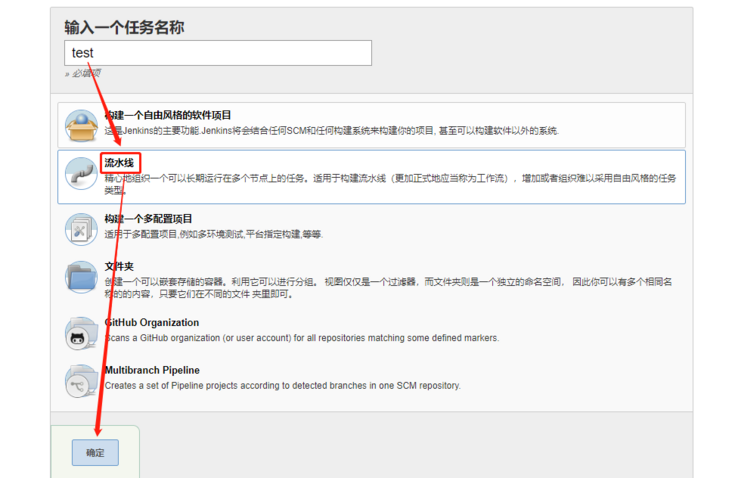 输入一个任务名称
test
» 必填项
构建一个自由风格的软件项目
这是Jenkins的主要功能.Jenkins将会结合任何SCM和任何构建系统来构建你的项目, 甚至可以构建软件以外的系统.
流水线
精心地组织一个可以长期运行在多个节点上的任务。适用于构建流水线（更加正式地应当称为工作流），增加或者组织难以采用自由风格的任务
类型。
构建一个多配置项目
适用于多配置项目,例如多环境测试,平台指定构建,等等.
文件夹
创建一个可以嵌套存储的容器。利用它可以进行分组。 视图仅仅是一个过滤器，而文件夹则是一个独立的命名空间， 因此你可以有多个相同名
称的的内容，只要它们在不同的文件 夹里即可。
GitHub Organization
Scans a GitHub organization (or user account) for all repositories matching some defined markers.
Multibranch Pipeline
Creates a set of Pipeline projects according to detected branches in one SCM repository.
确定